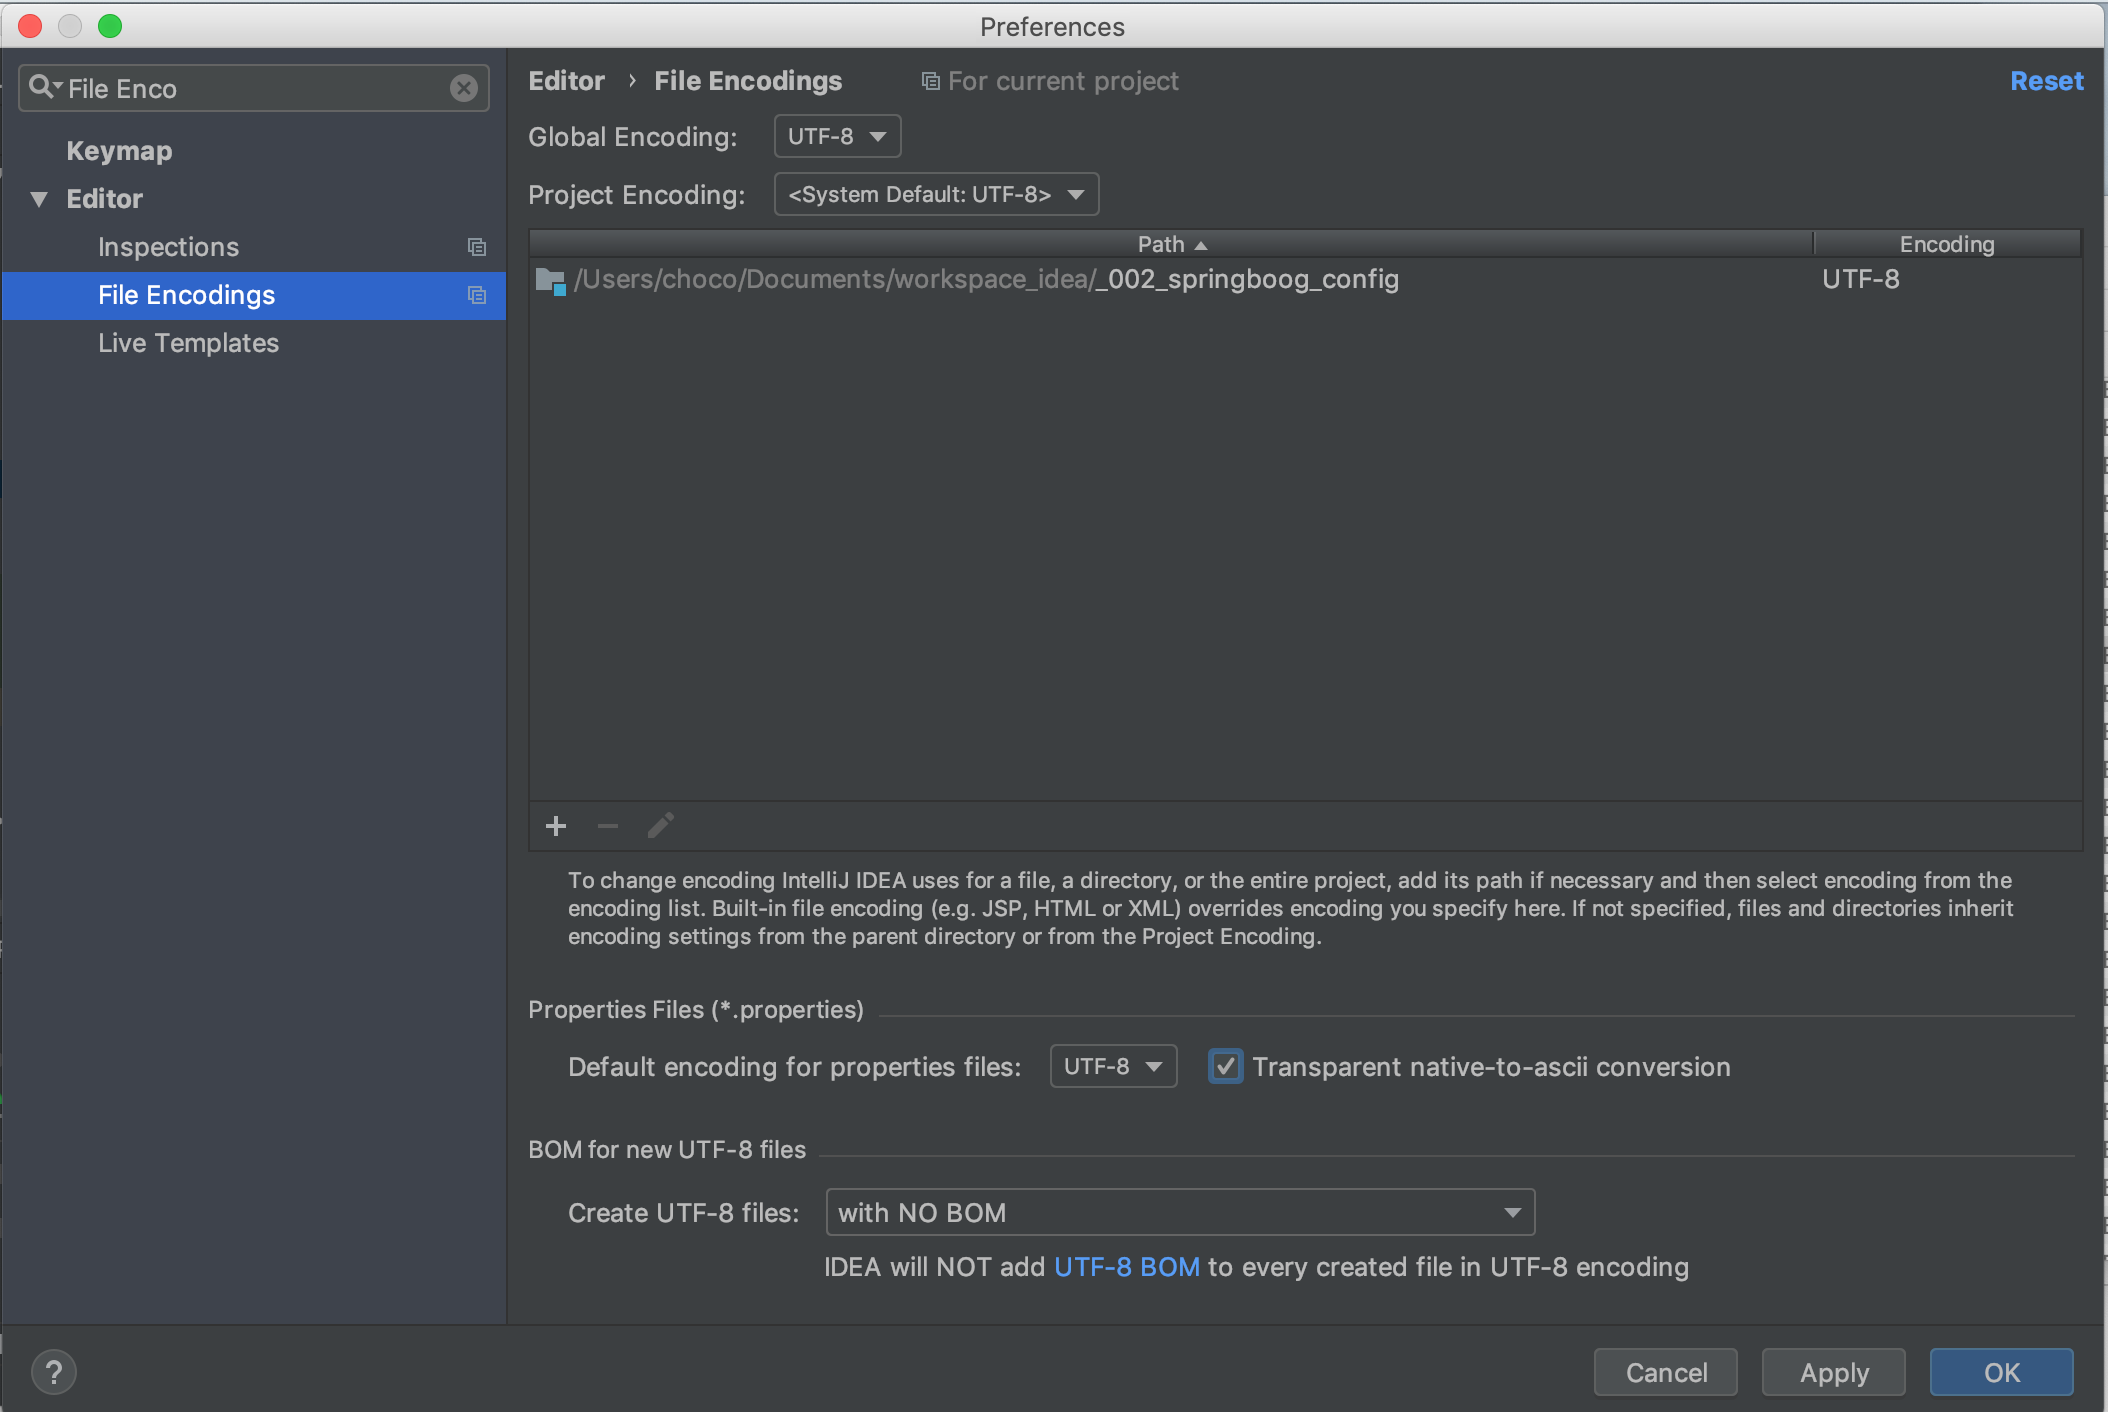 Preferences
File Enco
Keymap
Editor
Inspections
File Encodings
Live Templates
Editor › File Encodings For current project Reset
Global Encoding: UTF-8
Project Encoding: <System Default: UTF-8>
Path Encoding
/Users/choco/Documents/workspace_idea/_002_springboog_config UTF-8
To change encoding IntelliJ IDEA uses for a file, a directory, or the entire project, add its path if necessary and then select encoding from the
encoding list. Built-in file encoding (e.g. JSP, HTML or XML) overrides encoding you specify here. If not specified, files and directories inherit
encoding settings from the parent directory or from the Project Encoding.
Properties Files (*.properties)
Default encoding for properties files: UTF-8 Transparent native-to-ascii conversion
BOM for new UTF-8 files
Create UTF-8 files: with NO BOM
IDEA will NOT add UTF-8 BOM to every created file in UTF-8 encoding
? Cancel Apply OK